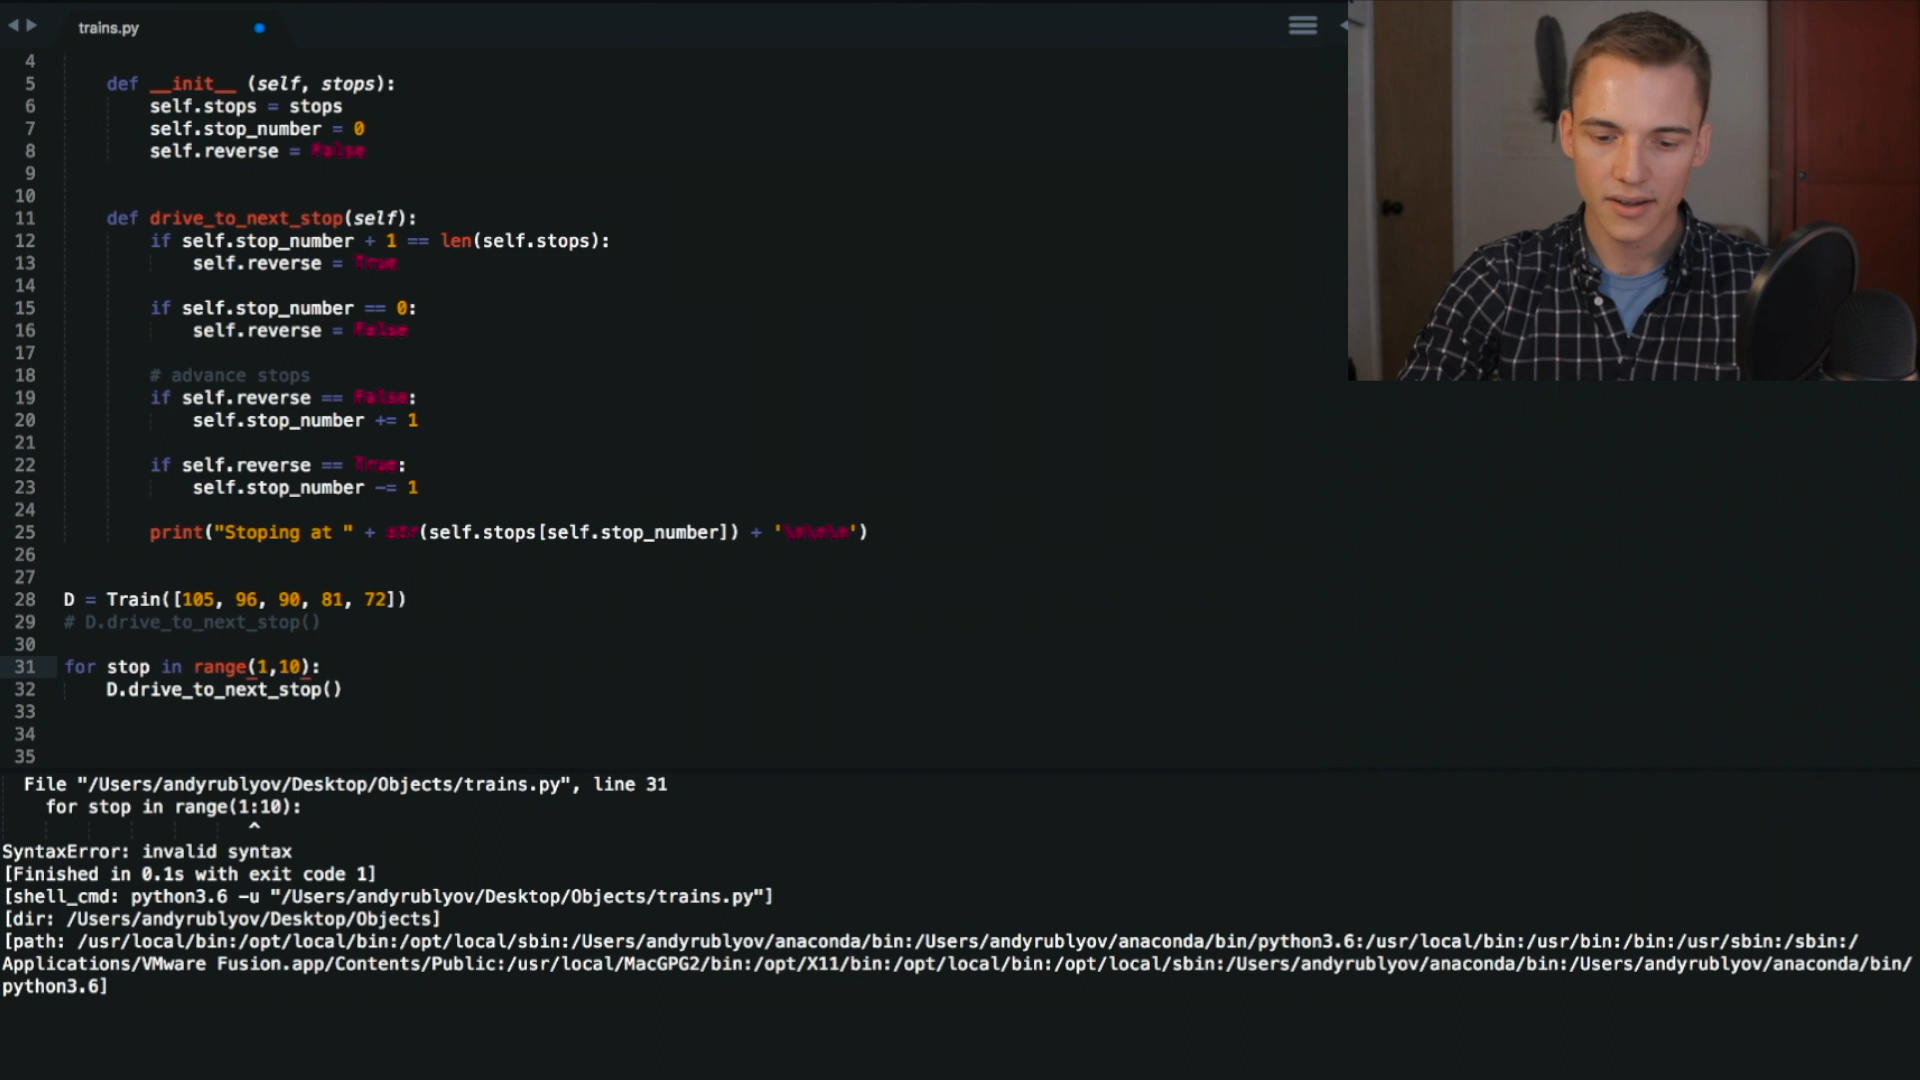 trains.py
4
5 def __init__ (self, stops):
6 self.stops = stops
7 self.stop_number = 0
8 self.reverse = False
9
10
11 def drive_to_next_stop(self):
12 if self.stop_number + 1 == len(self.stops):
13 self.reverse = True
14
15 if self.stop_number == 0:
16 self.reverse = False
17
18 # advance stops
19 if self.reverse == False:
20 self.stop_number += 1
21
22 if self.reverse == True:
23 self.stop_number -= 1
24
25 print("Stoping at " + str(self.stops[self.stop_number]) + '\n\n\n')
26
27
28 D = Train([105, 96, 90, 81, 72])
29 # D.drive_to_next_stop()
30
31 for stop in range(1,10):
32 D.drive_to_next_stop()
33
34
35
File "/Users/andyrublyov/Desktop/Objects/trains.py", line 31
for stop in range(1:10):
^
SyntaxError: invalid syntax
[Finished in 0.1s with exit code 1]
[shell_cmd: python3.6 -u "/Users/andyrublyov/Desktop/Objects/trains.py"]
[dir: /Users/andyrublyov/Desktop/Objects]
[path: /usr/local/bin:/opt/local/bin:/opt/local/sbin:/Users/andyrublyov/anaconda/bin:/Users/andyrublyov/anaconda/bin/python3.6:/usr/local/bin:/usr/bin:/bin:/usr/sbin:/sbin:/
Applications/VMware Fusion.app/Contents/Public:/usr/local/MacGPG2/bin:/opt/X11/bin:/opt/local/bin:/opt/local/sbin:/Users/andyrublyov/anaconda/bin:/Users/andyrublyov/anaconda/bin/
python3.6]